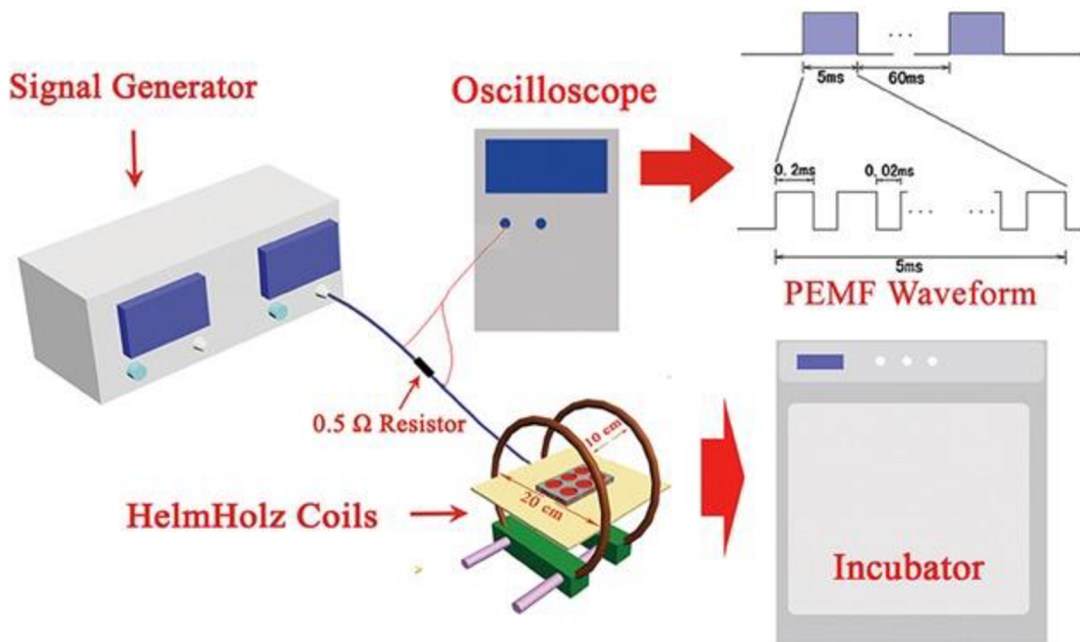 Signal Generator
Oscilloscope
5ms
60ms
0.2ms
0.02ms
5ms
PEMF Waveform
0.5 Ω Resistor
10 cm
20 cm
HelmHolz Coils
Incubator